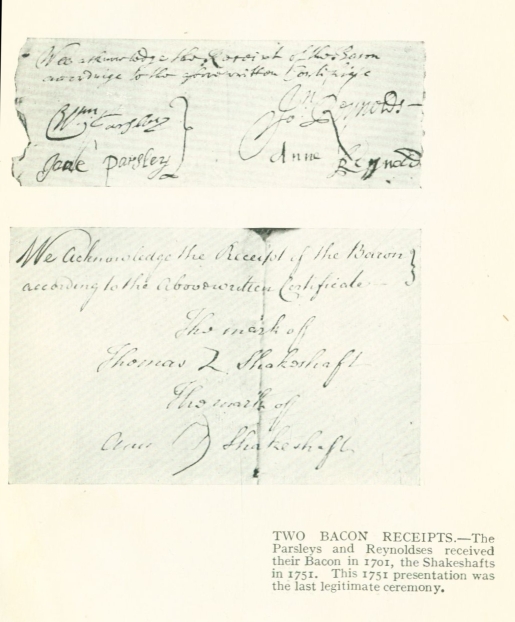 Wee acknowledge the Receipt of the Bacon
according to the above written Certificate
Wm Parsley
Jo Reynolds
Jane Parsley
Ann Reynolds
We Acknowledge the Receipt of the Bacon
according to the Abovewritten Certificate
The mark of
Thomas Shakeshaft
The mark of
Ann Shakeshaft
TWO BACON RECEIPTS.—The
Parsleys and Reynoldses received
their Bacon in 1701, the Shakeshafts
in 1751. This 1751 presentation was
the last legitimate ceremony.